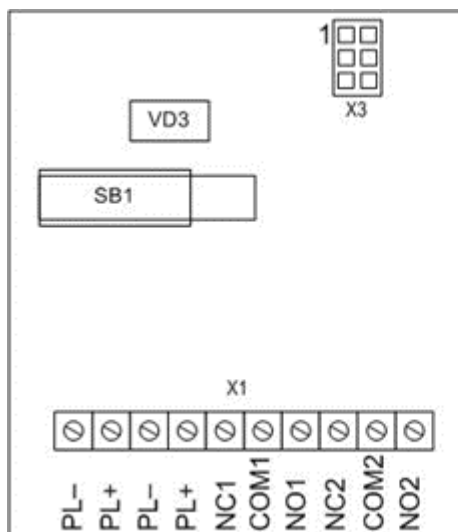 1
X3
VD3
SB1
X1
PL−
PL+
PL−
PL+
NC1
COM1
NO1
NC2
COM2
NO2